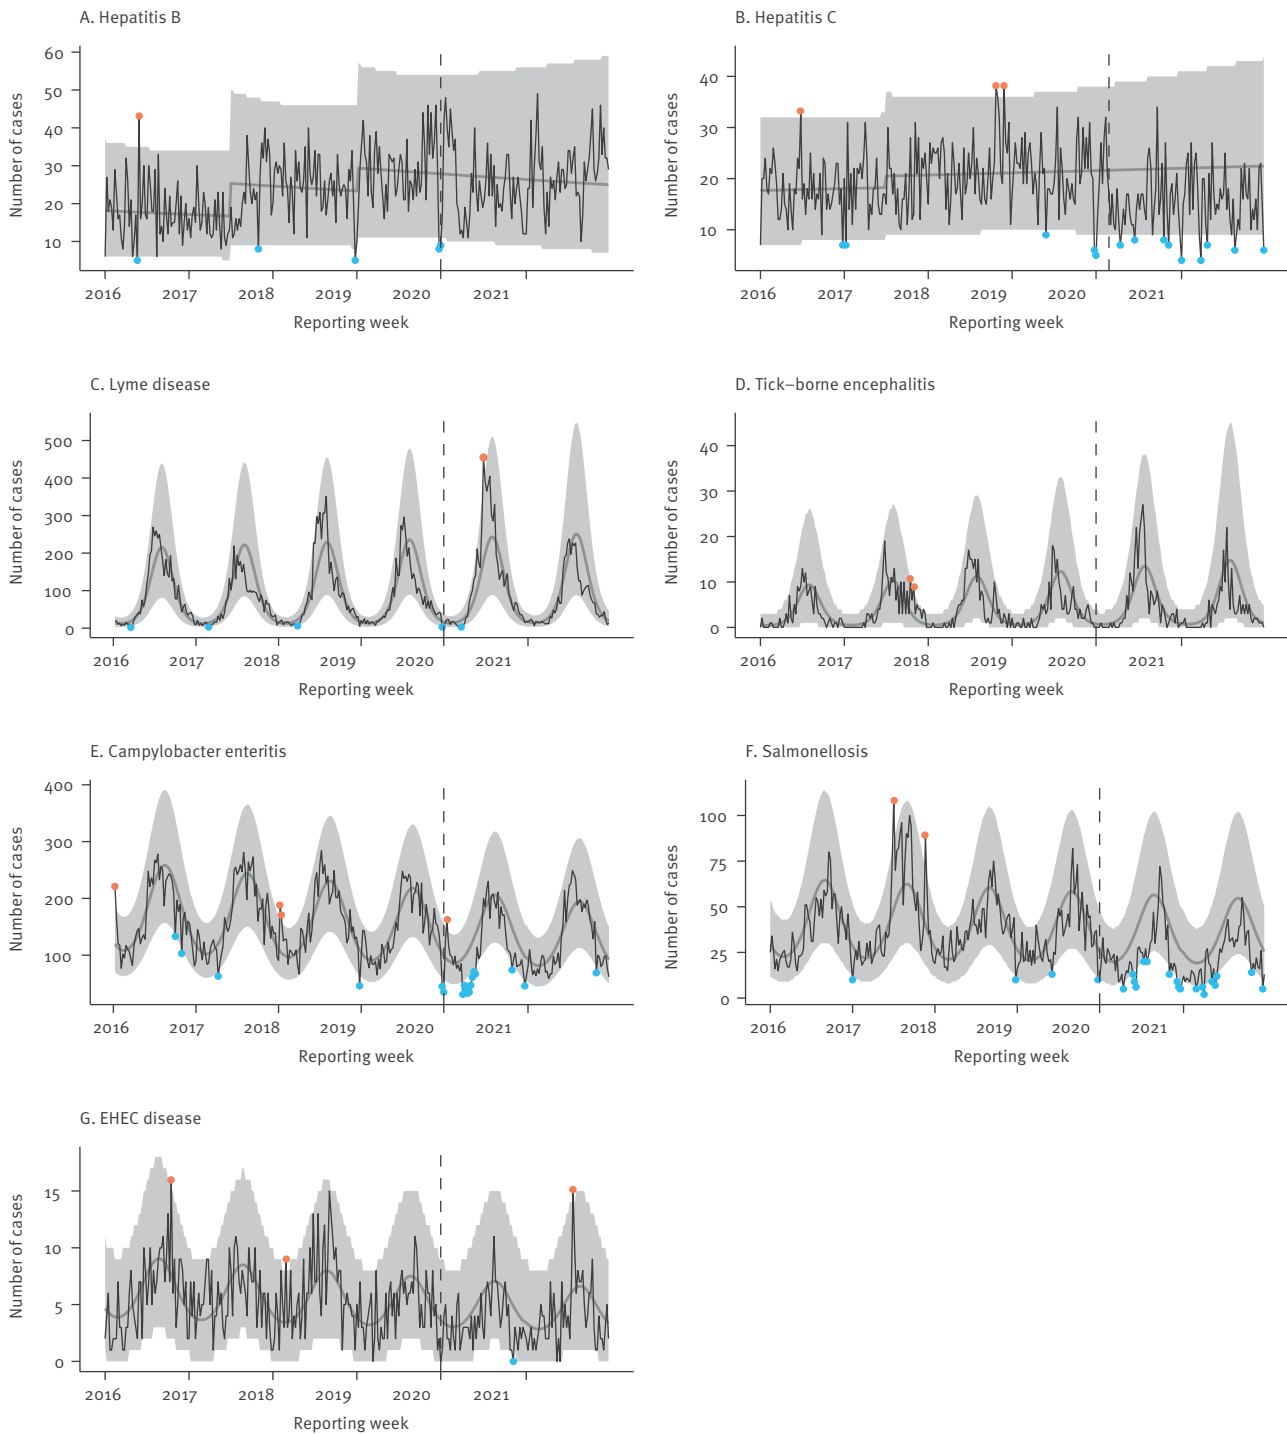 A. Hepatitis B
Number of cases
60
50
40
30
20
10
2016 2017 2018 2019 2020 2021
Reporting week
B. Hepatitis C
Number of cases
40
30
20
10
2016 2017 2018 2019 2020 2021
Reporting week
C. Lyme disease
Number of cases
500
400
300
200
100
0
2016 2017 2018 2019 2020 2021
Reporting week
D. Tick–borne encephalitis
Number of cases
40
30
20
10
0
2016 2017 2018 2019 2020 2021
Reporting week
E. Campylobacter enteritis
Number of cases
400
300
200
100
2016 2017 2018 2019 2020 2021
Reporting week
F. Salmonellosis
Number of cases
100
75
50
25
0
2016 2017 2018 2019 2020 2021
Reporting week
G. EHEC disease
Number of cases
15
10
5
0
2016 2017 2018 2019 2020 2021
Reporting week